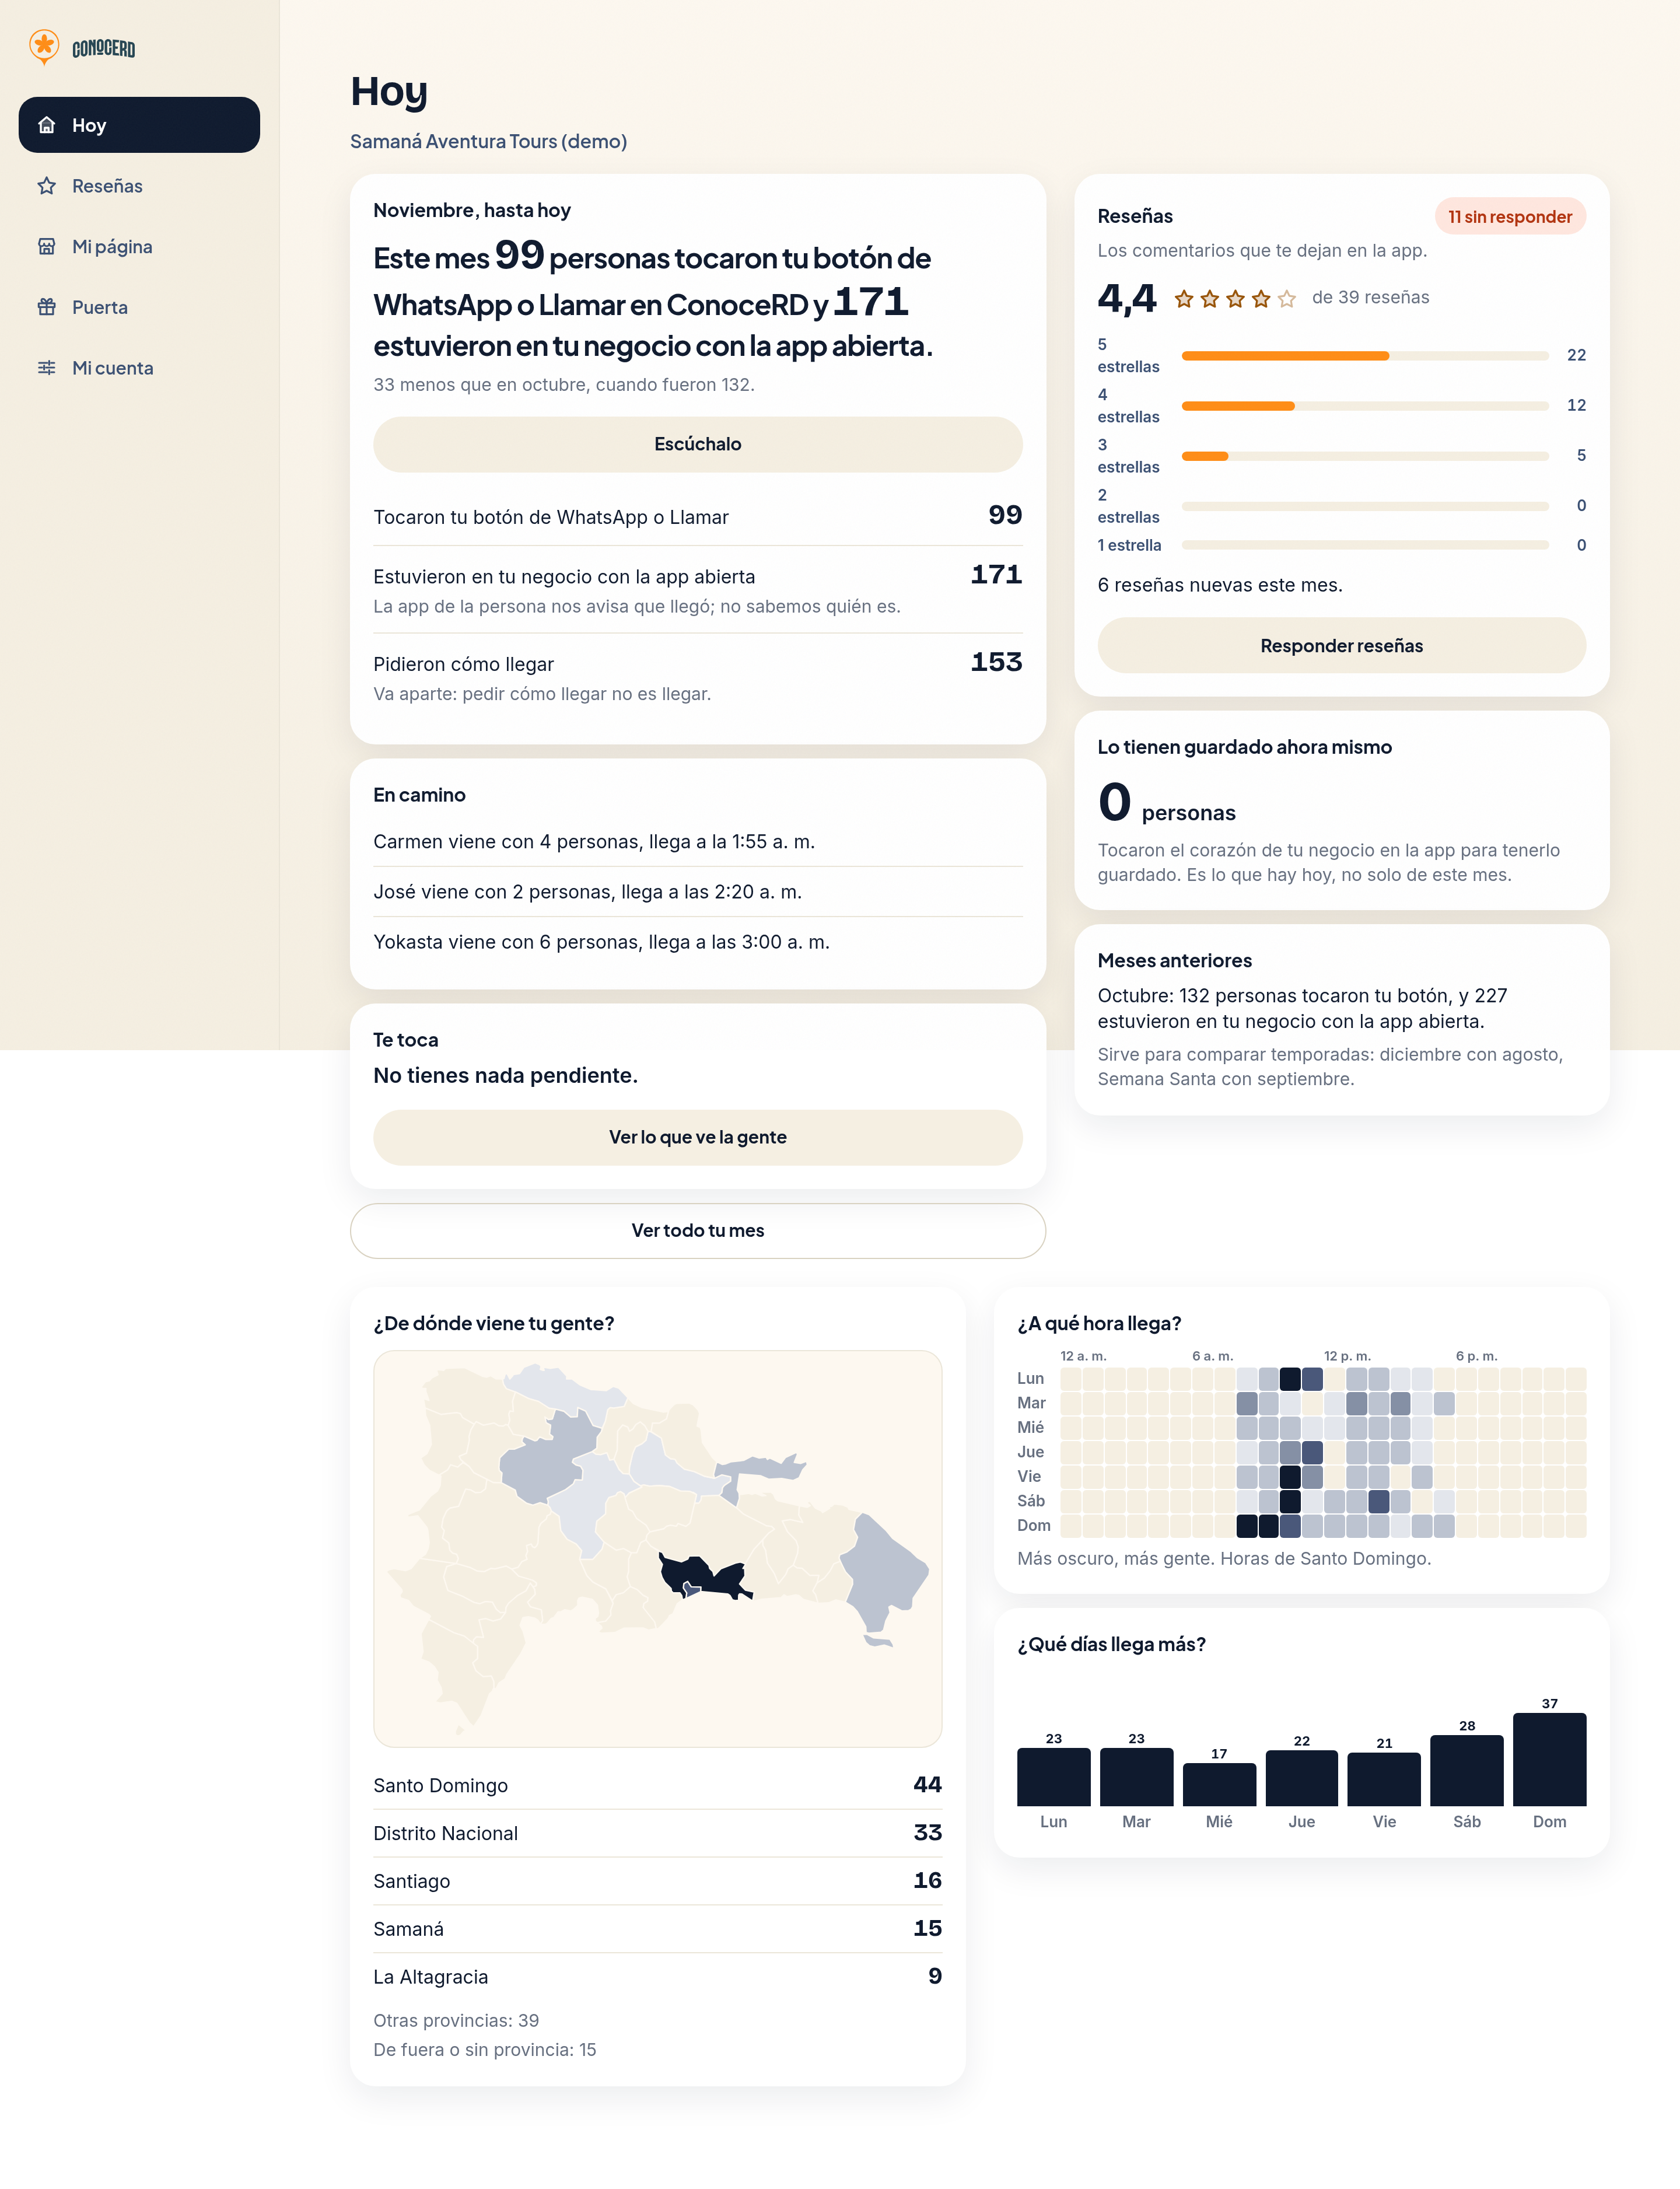 CONOCERD
Hoy
Reseñas
Mi página
Puerta
Mi cuenta
Hoy
Samaná Aventura Tours (demo)
Noviembre, hasta hoy
Este mes 99 personas tocaron tu botón de
WhatsApp o Llamar en ConoceRD y 171
estuvieron en tu negocio con la app abierta.
33 menos que en octubre, cuando fueron 132.
Escúchalo
Tocaron tu botón de WhatsApp o Llamar 99
Estuvieron en tu negocio con la app abierta 171
La app de la persona nos avisa que llegó; no sabemos quién es.
Pidieron cómo llegar 153
Va aparte: pedir cómo llegar no es llegar.
En camino
Carmen viene con 4 personas, llega a la 1:55 a. m.
José viene con 2 personas, llega a las 2:20 a. m.
Yokasta viene con 6 personas, llega a las 3:00 a. m.
Te toca
No tienes nada pendiente.
Ver lo que ve la gente
Ver todo tu mes
Reseñas 11 sin responder
Los comentarios que te dejan en la app.
4,4 de 39 reseñas
5
estrellas 22
4
estrellas 12
3
estrellas 5
2
estrellas 0
1 estrella 0
6 reseñas nuevas este mes.
Responder reseñas
Lo tienen guardado ahora mismo
0 personas
Tocaron el corazón de tu negocio en la app para tenerlo
guardado. Es lo que hay hoy, no solo de este mes.
Meses anteriores
Octubre: 132 personas tocaron tu botón, y 227
estuvieron en tu negocio con la app abierta.
Sirve para comparar temporadas: diciembre con agosto,
Semana Santa con septiembre.
¿De dónde viene tu gente?
Santo Domingo 44
Distrito Nacional 33
Santiago 16
Samaná 15
La Altagracia 9
Otras provincias: 39
De fuera o sin provincia: 15
¿A qué hora llega?
12 a. m. 6 a. m. 12 p. m. 6 p. m.
Lun
Mar
Mié
Jue
Vie
Sáb
Dom
Más oscuro, más gente. Horas de Santo Domingo.
¿Qué días llega más?
23 23 17 22 21 28 37
Lun Mar Mié Jue Vie Sáb Dom